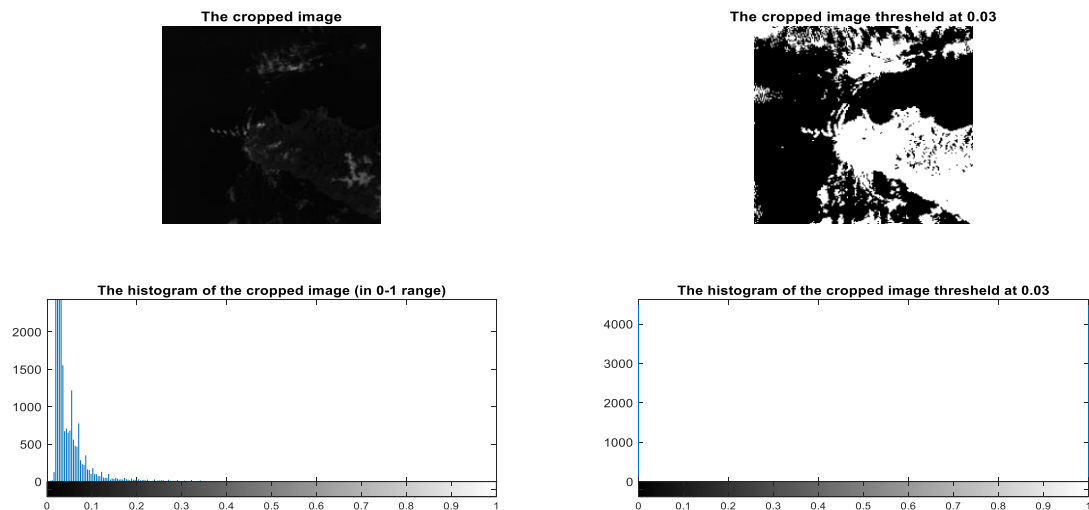 The cropped image
The cropped image thresheld at 0.03
The histogram of the cropped image (in 0-1 range)
2000
1500
1000
500
0
0 0.1 0.2 0.3 0.4 0.5 0.6 0.7 0.8 0.9 1
The histogram of the cropped image thresheld at 0.03
4000
3000
2000
1000
0
0 0.1 0.2 0.3 0.4 0.5 0.6 0.7 0.8 0.9 1